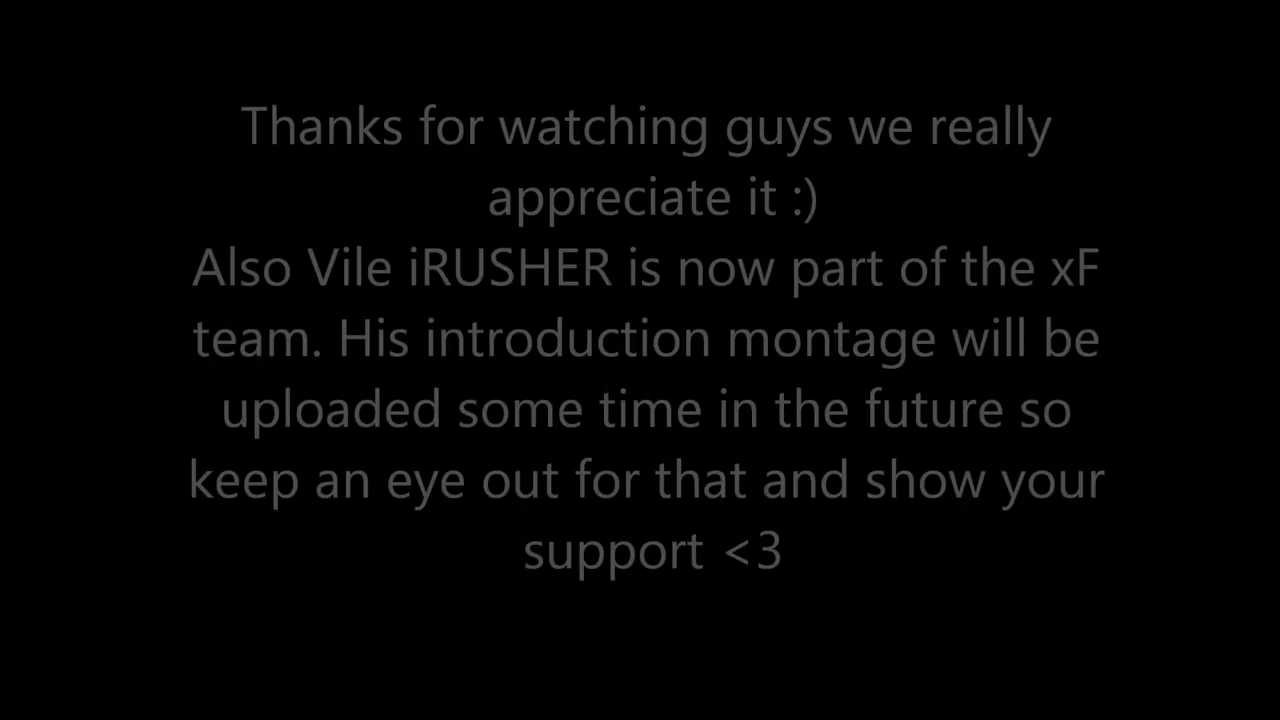 Thanks for watching guys we really
appreciate it :)
Also Vile iRUSHER is now part of the xF
team. His introduction montage will be
uploaded some time in the future so
keep an eye out for that and show your
support <3